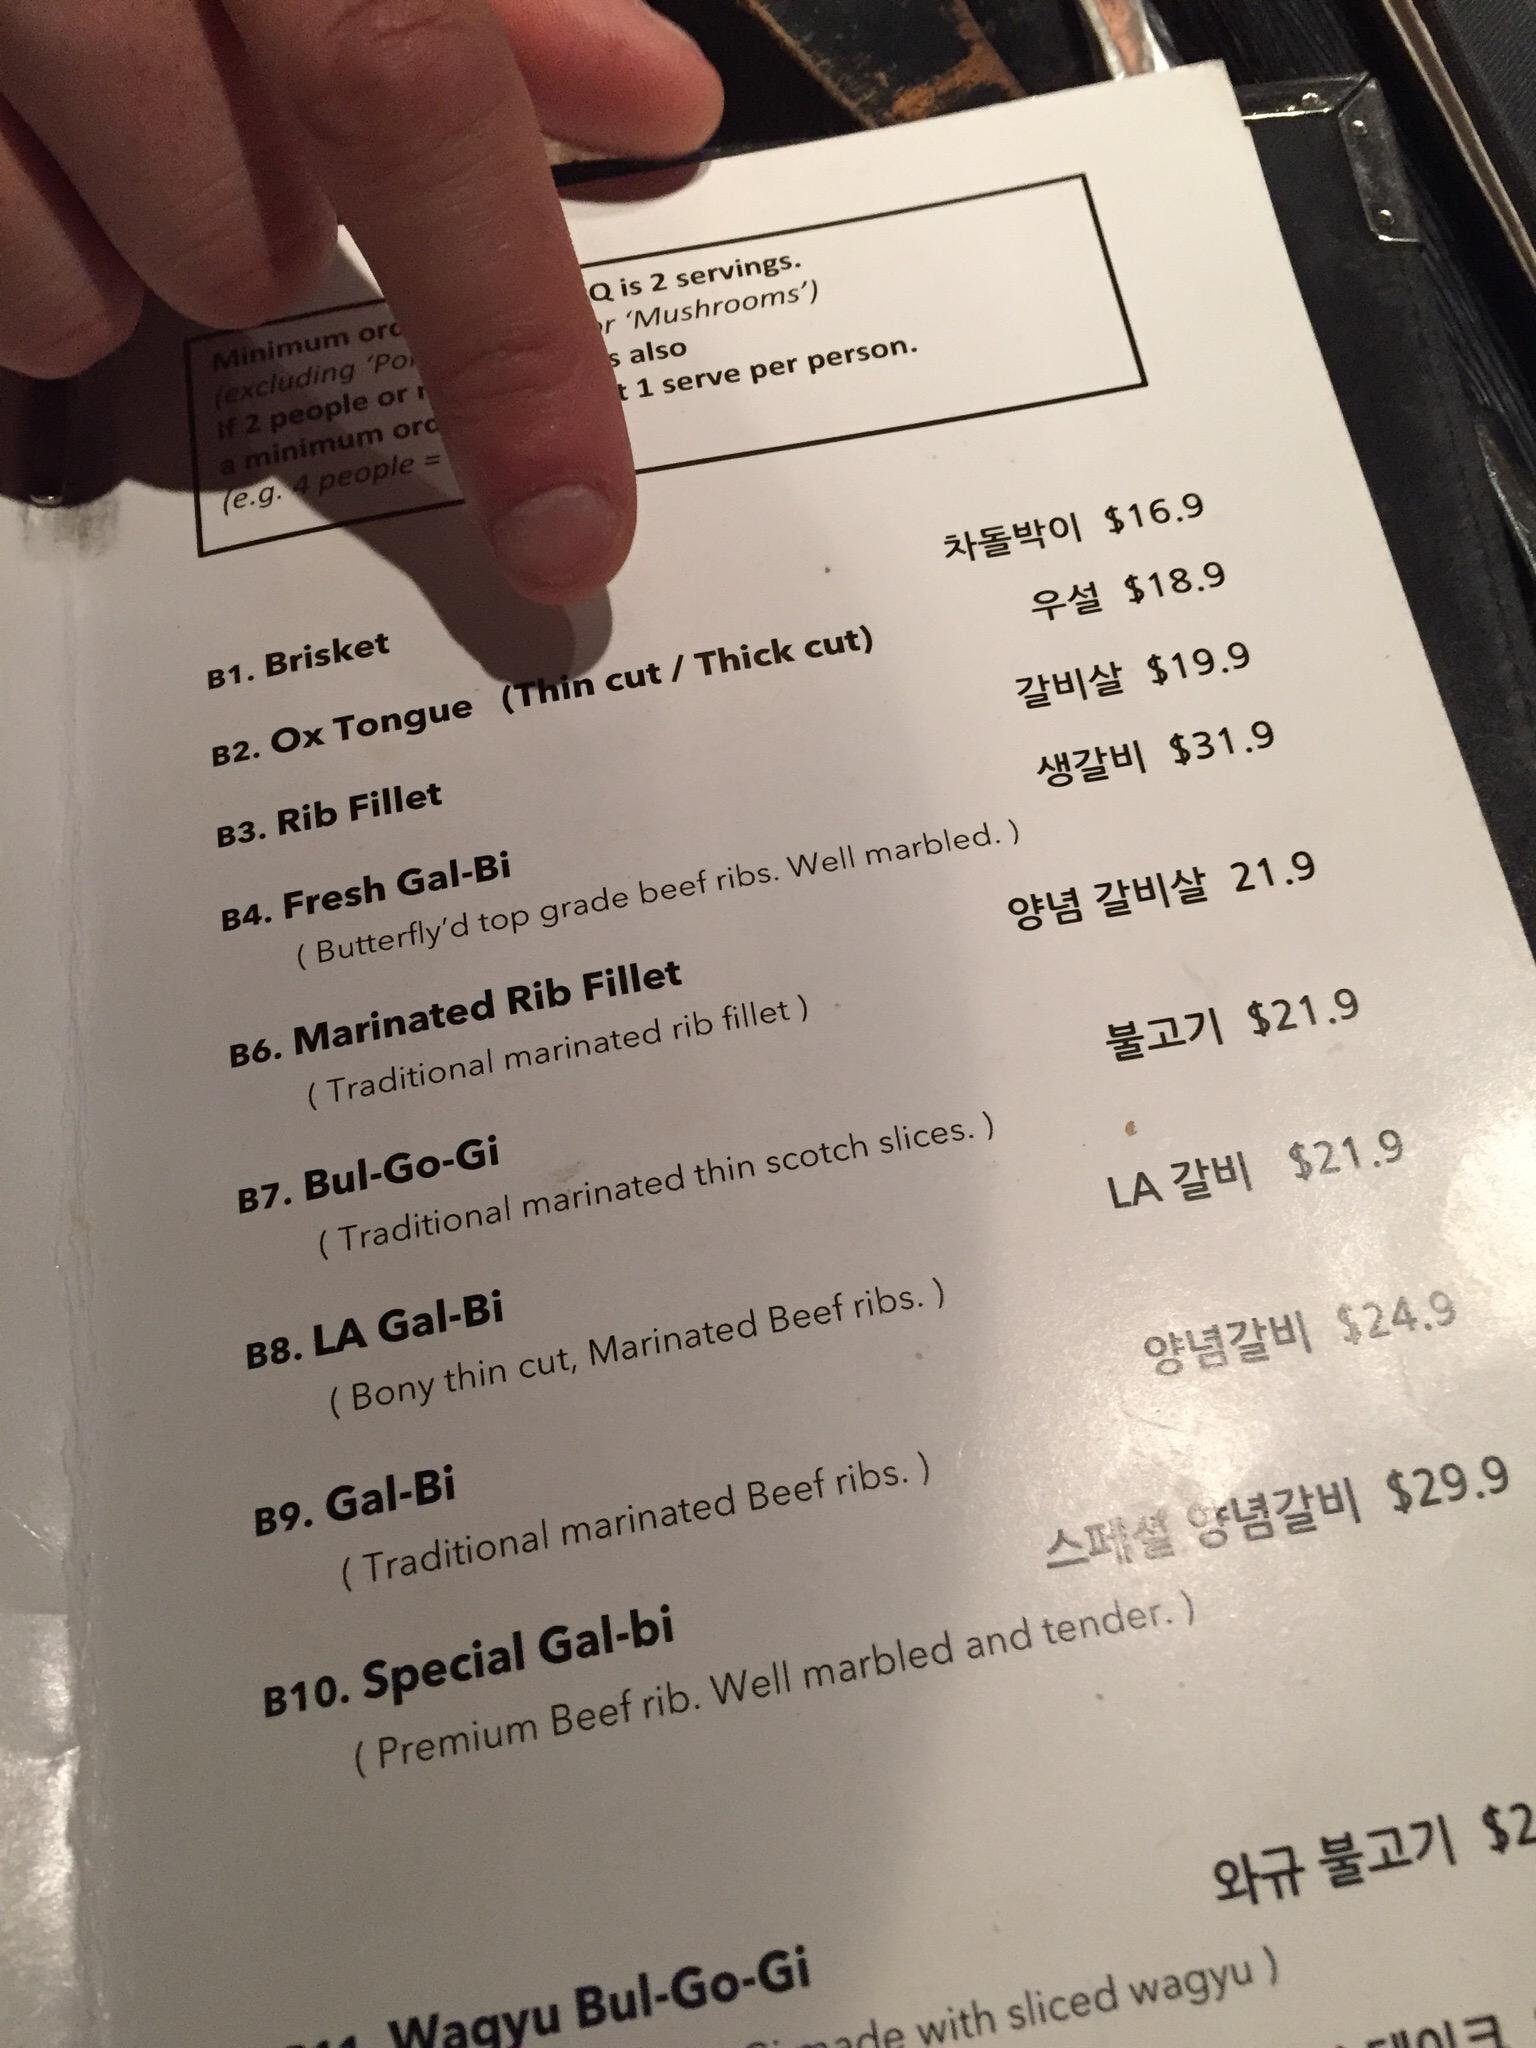 Minimum Q is 2 servings.
(excluding 'Mushrooms')
If 2 people or also
a minimum 1 serve per person.
(e.g. 4 people =
B1. Brisket 차돌박이 $16.9
B2. Ox Tongue (Thin cut / Thick cut) 우설 $18.9
B3. Rib Fillet 갈비살 $19.9
B4. Fresh Gal-Bi 생갈비 $31.9
( Butterfly'd top grade beef ribs. Well marbled. )
B6. Marinated Rib Fillet 양념 갈비살 21.9
( Traditional marinated rib fillet )
B7. Bul-Go-Gi 불고기 $21.9
( Traditional marinated thin scotch slices. )
B8. LA Gal-Bi LA 갈비 $21.9
( Bony thin cut, Marinated Beef ribs. )
B9. Gal-Bi 양념갈비 $24.9
( Traditional marinated Beef ribs. )
B10. Special Gal-bi 스페셜 양념갈비 $29.9
( Premium Beef rib. Well marbled and tender. )
Wagyu Bul-Go-Gi 와규 불고기
made with sliced wagyu )